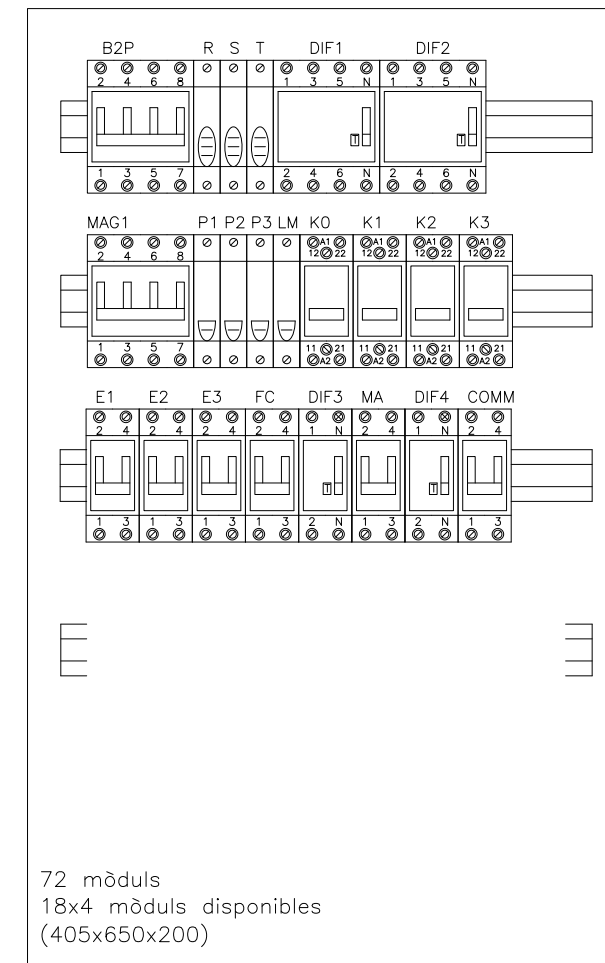 B2P R S T DIF1 DIF2
2 4 6 8 1 3 5 N 1 3 5 N
T T
1 3 5 7 2 4 6 N 2 4 6 N
MAG1 P1 P2 P3 LM K0 K1 K2 K3
2 4 6 8 A1 A1 A1 A1
12 22 12 22 12 22 12 22
1 3 5 7 11 21 11 21 11 21 11 21
A2 A2 A2 A2
E1 E2 E3 FC DIF3 MA DIF4 COMM
2 4 2 4 2 4 2 4 1 N 2 4 1 N 2 4
T T
1 3 1 3 1 3 1 3 2 N 1 3 2 N 1 3
72 mòduls
18x4 mòduls disponibles
(405x650x200)